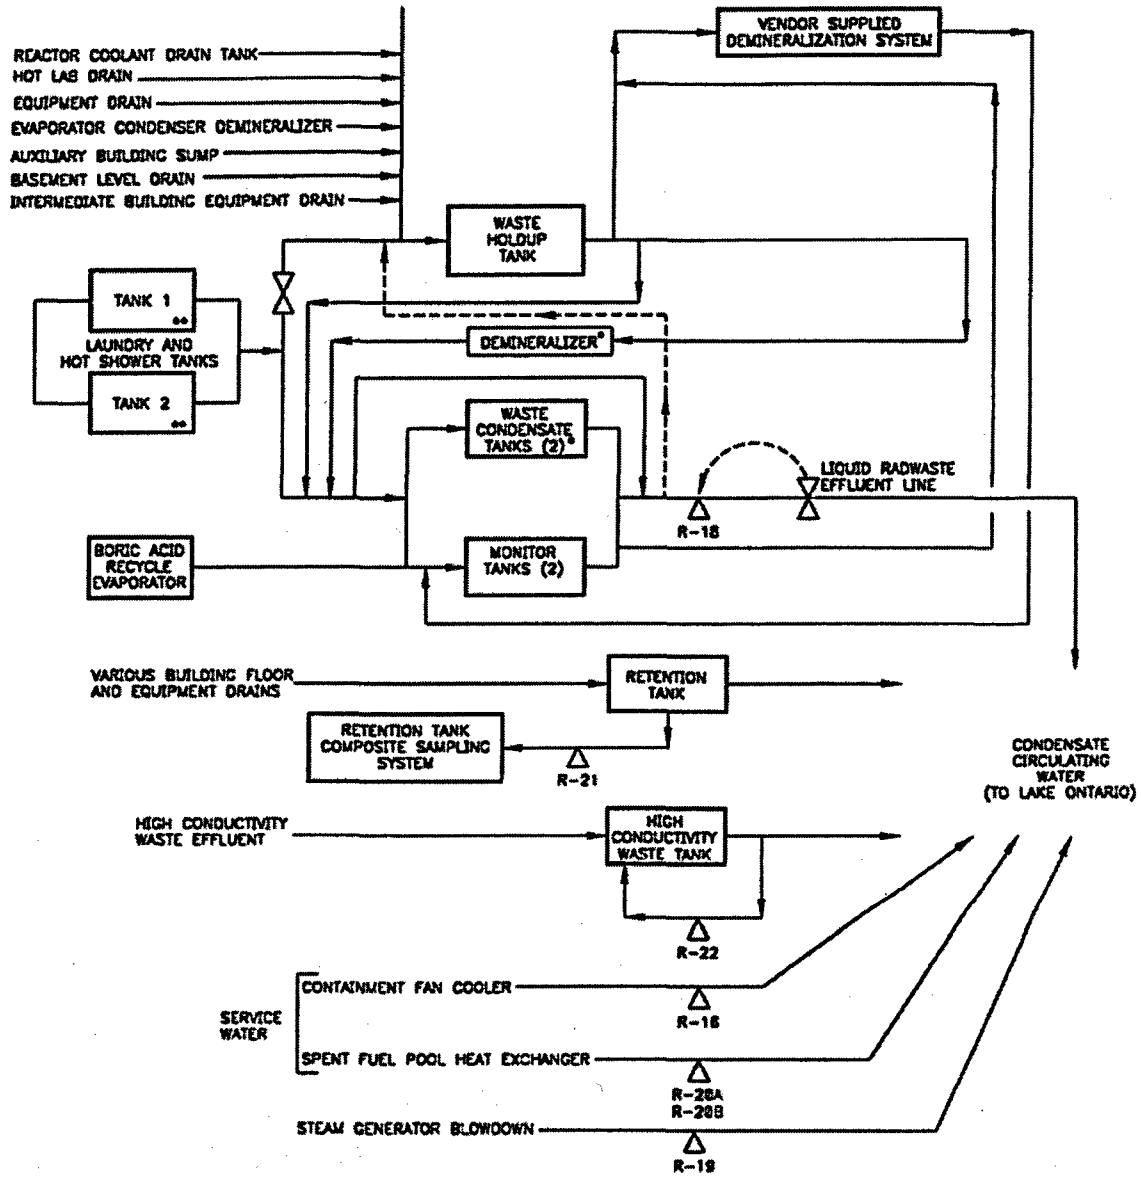 VENDOR SUPPLIED
DEMINERALIZATION SYSTEM
REACTOR COOLANT DRAIN TANK
HOT LAB DRAIN
EQUIPMENT DRAIN
EVAPORATOR CONDENSER DEMINERALIZER
AUXILIARY BUILDING SUMP
BASEMENT LEVEL DRAIN
INTERMEDIATE BUILDING EQUIPMENT DRAIN
WASTE
HOLDUP
TANK
TANK 1
**
LAUNDRY AND
HOT SHOWER TANKS
TANK 2
**
DEMINERALIZER*
WASTE
CONDENSATE
TANKS (2)*
LIQUID RADWASTE
EFFLUENT LINE
R-18
BORIC ACID
RECYCLE
EVAPORATOR
MONITOR
TANKS (2)
VARIOUS BUILDING FLOOR
AND EQUIPMENT DRAINS
RETENTION
TANK
RETENTION TANK
COMPOSITE SAMPLING
SYSTEM
R-21
CONDENSATE
CIRCULATING
WATER
(TO LAKE ONTARIO)
HIGH CONDUCTIVITY
WASTE EFFLUENT
HIGH
CONDUCTIVITY
WASTE TANK
R-22
SERVICE
WATER
CONTAINMENT FAN COOLER
R-16
SPENT FUEL POOL HEAT EXCHANGER
R-20A
R-20B
STEAM GENERATOR BLOWDOWN
R-19